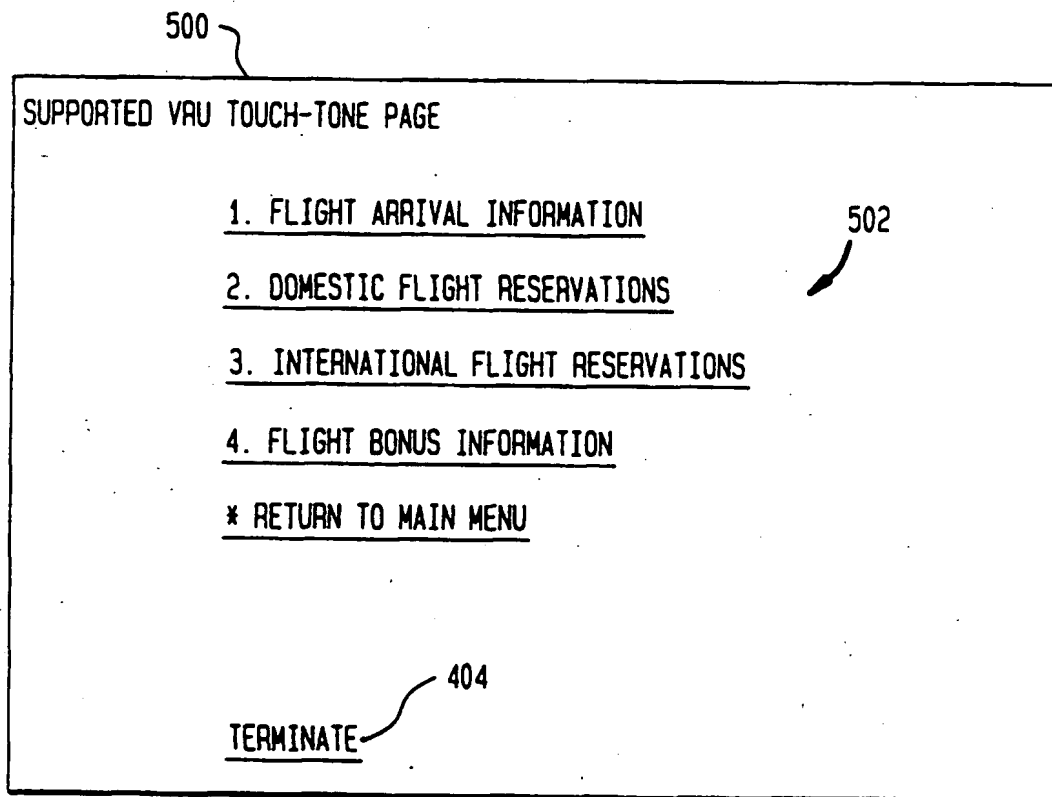 500
SUPPORTED VRU TOUCH-TONE PAGE
1. FLIGHT ARRIVAL INFORMATION
502
2. DOMESTIC FLIGHT RESERVATIONS
3. INTERNATIONAL FLIGHT RESERVATIONS
4. FLIGHT BONUS INFORMATION
* RETURN TO MAIN MENU
404
TERMINATE